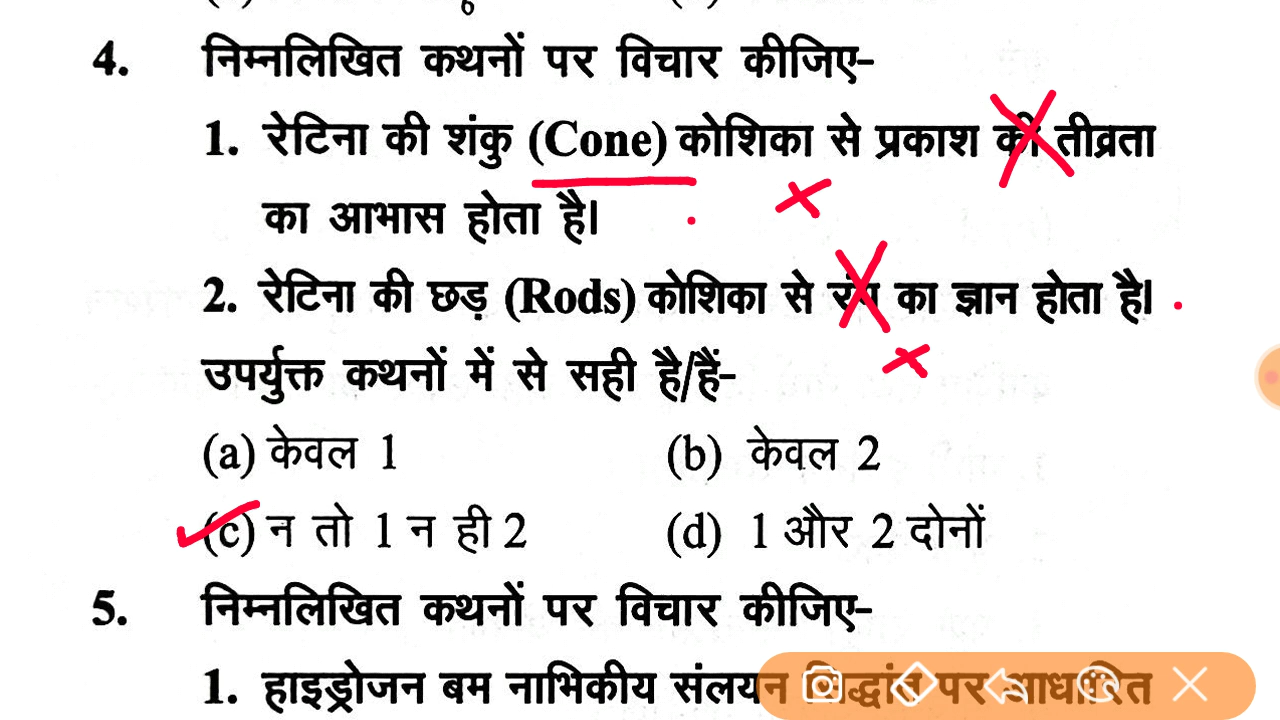 4. निम्नलिखित कथनों पर विचार कीजिए-
1. रेटिना की शंकु (Cone) कोशिका से प्रकाश की तीव्रता
का आभास होता है।
2. रेटिना की छड़ (Rods) कोशिका से रंग का ज्ञान होता है।
उपर्युक्त कथनों में से सही है/हैं-
(a) केवल 1 (b) केवल 2
(c) न तो 1 न ही 2 (d) 1 और 2 दोनों
5. निम्नलिखित कथनों पर विचार कीजिए-
1. हाइड्रोजन बम नाभिकीय संलयन सिद्धांत पर आधारित